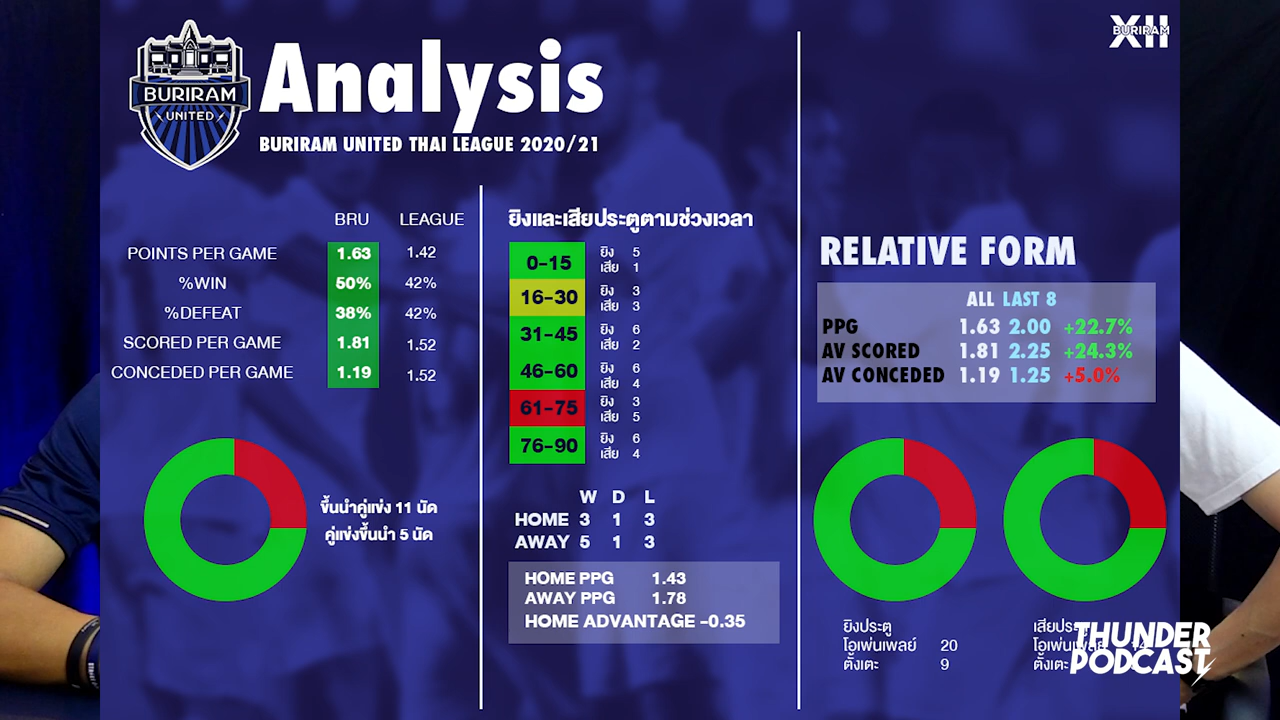 BURIRAM
UNITED
Analysis
BURIRAM UNITED THAI LEAGUE 2020/21
BRU LEAGUE
POINTS PER GAME 1.63 1.42
%WIN 50% 42%
%DEFEAT 38% 42%
SCORED PER GAME 1.81 1.52
CONCEDED PER GAME 1.19 1.52
ขึ้นนำคู่แข่ง 11 นัด
คู่แข่งขึ้นนำ 5 นัด
ยิงและเสียประตูตามช่วงเวลา
0-15 ยิง 5
เสีย 1
16-30 ยิง 3
เสีย 3
31-45 ยิง 6
เสีย 2
46-60 ยิง 6
เสีย 4
61-75 ยิง 3
เสีย 5
76-90 ยิง 6
เสีย 4
W D L
HOME 3 1 3
AWAY 5 1 3
HOME PPG 1.43
AWAY PPG 1.78
HOME ADVANTAGE -0.35
XII
BURIRAM
RELATIVE FORM
ALL LAST 8
PPG 1.63 2.00 +22.7%
AV SCORED 1.81 2.25 +24.3%
AV CONCEDED 1.19 1.25 +5.0%
ยิงประตู
โอเพ่นเพลย์ 20
ตั้งเตะ 9
ตั้งเตะ
THUNDER
PODCAST